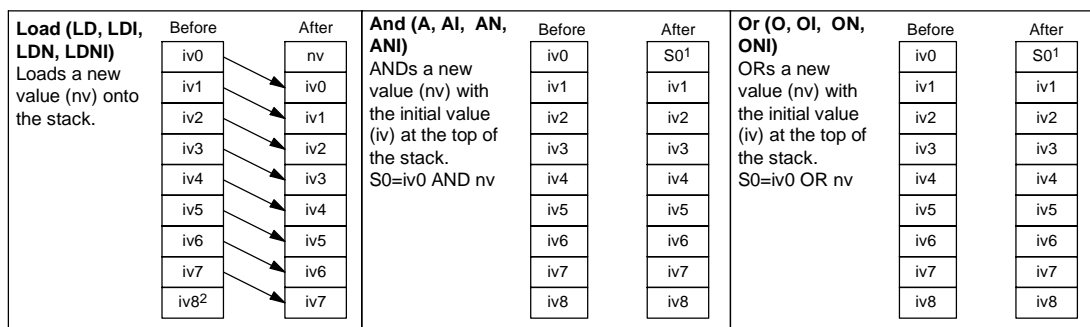 Load (LD, LDI,
LDN, LDNI)
Loads a new
value (nv) onto
the stack.
Before
iv0
iv1
iv2
iv3
iv4
iv5
iv6
iv7
iv8²
After
nv
iv0
iv1
iv2
iv3
iv4
iv5
iv6
iv7
And (A, AI, AN,
ANI)
ANDs a new
value (nv) with
the initial value
(iv) at the top of
the stack.
S0=iv0 AND nv
Before
iv0
iv1
iv2
iv3
iv4
iv5
iv6
iv7
iv8
After
S0¹
iv1
iv2
iv3
iv4
iv5
iv6
iv7
iv8
Or (O, OI, ON,
ONI)
ORs a new
value (nv) with
the initial value
(iv) at the top of
the stack.
S0=iv0 OR nv
Before
iv0
iv1
iv2
iv3
iv4
iv5
iv6
iv7
iv8
After
S0¹
iv1
iv2
iv3
iv4
iv5
iv6
iv7
iv8